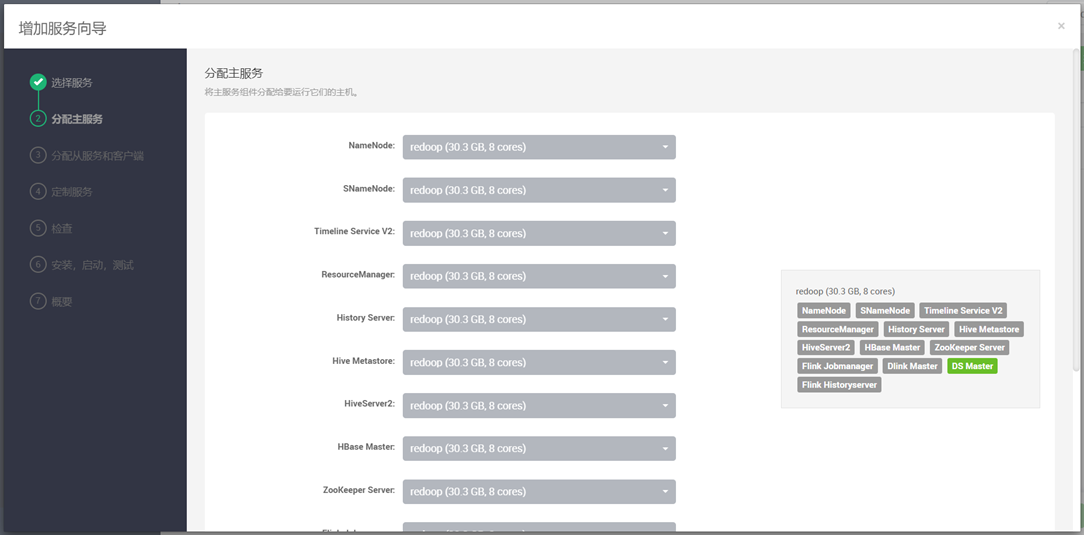 增加服务向导
×
选择服务
2 分配主服务
3 分配从服务和客户端
4 定制服务
5 检查
6 安装，启动，测试
7 概要
分配主服务
将主服务组件分配给要运行它们的主机。
NameNode: redoop (30.3 GB, 8 cores)
SNameNode: redoop (30.3 GB, 8 cores)
Timeline Service V2: redoop (30.3 GB, 8 cores)
ResourceManager: redoop (30.3 GB, 8 cores)
History Server: redoop (30.3 GB, 8 cores)
Hive Metastore: redoop (30.3 GB, 8 cores)
HiveServer2: redoop (30.3 GB, 8 cores)
HBase Master: redoop (30.3 GB, 8 cores)
ZooKeeper Server: redoop (30.3 GB, 8 cores)
redoop (30.3 GB, 8 cores)
NameNode SNameNode Timeline Service V2
ResourceManager History Server Hive Metastore
HiveServer2 HBase Master ZooKeeper Server
Flink Jobmanager Dlink Master DS Master
Flink Historyserver